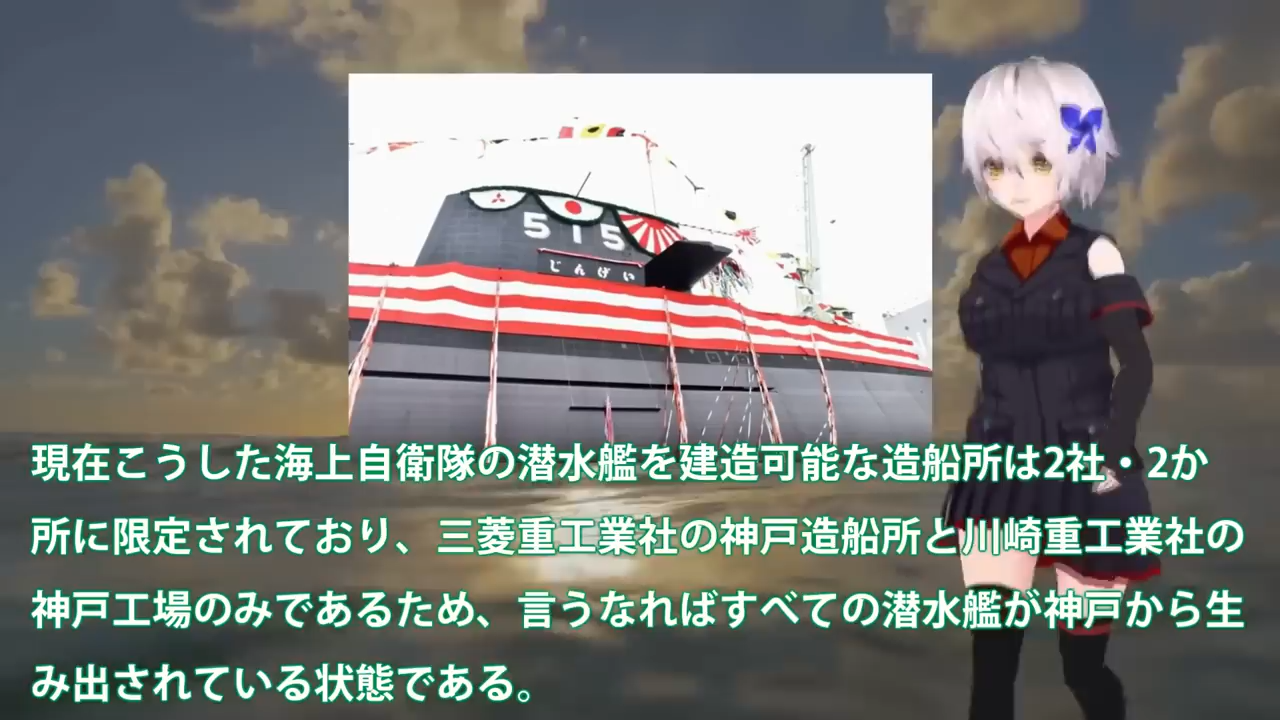 515
じんげい
現在こうした海上自衛隊の潜水艦を建造可能な造船所は2社・2か
所に限定されており、三菱重工業社の神戸造船所と川崎重工業社の
神戸工場のみであるため、言うなればすべての潜水艦が神戸から生
み出されている状態である。